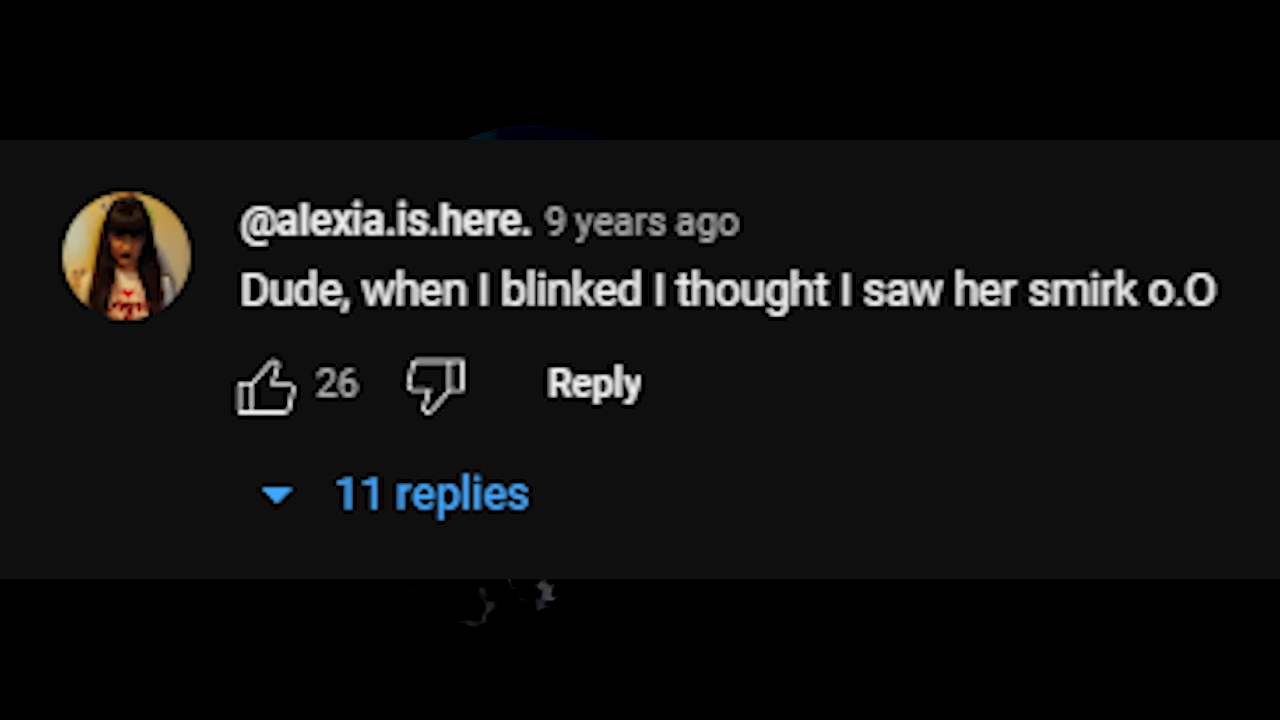 @alexia.is.here. 9 years ago
Dude, when I blinked I thought I saw her smirk o.O
26 Reply
11 replies